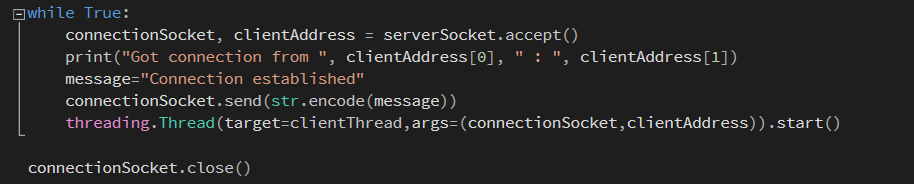 while True:
connectionSocket, clientAddress = serverSocket.accept()
print("Got connection from ", clientAddress[0], " : ", clientAddress[1])
message="Connection established"
connectionSocket.send(str.encode(message))
threading.Thread(target=clientThread,args=(connectionSocket,clientAddress)).start()
connectionSocket.close()